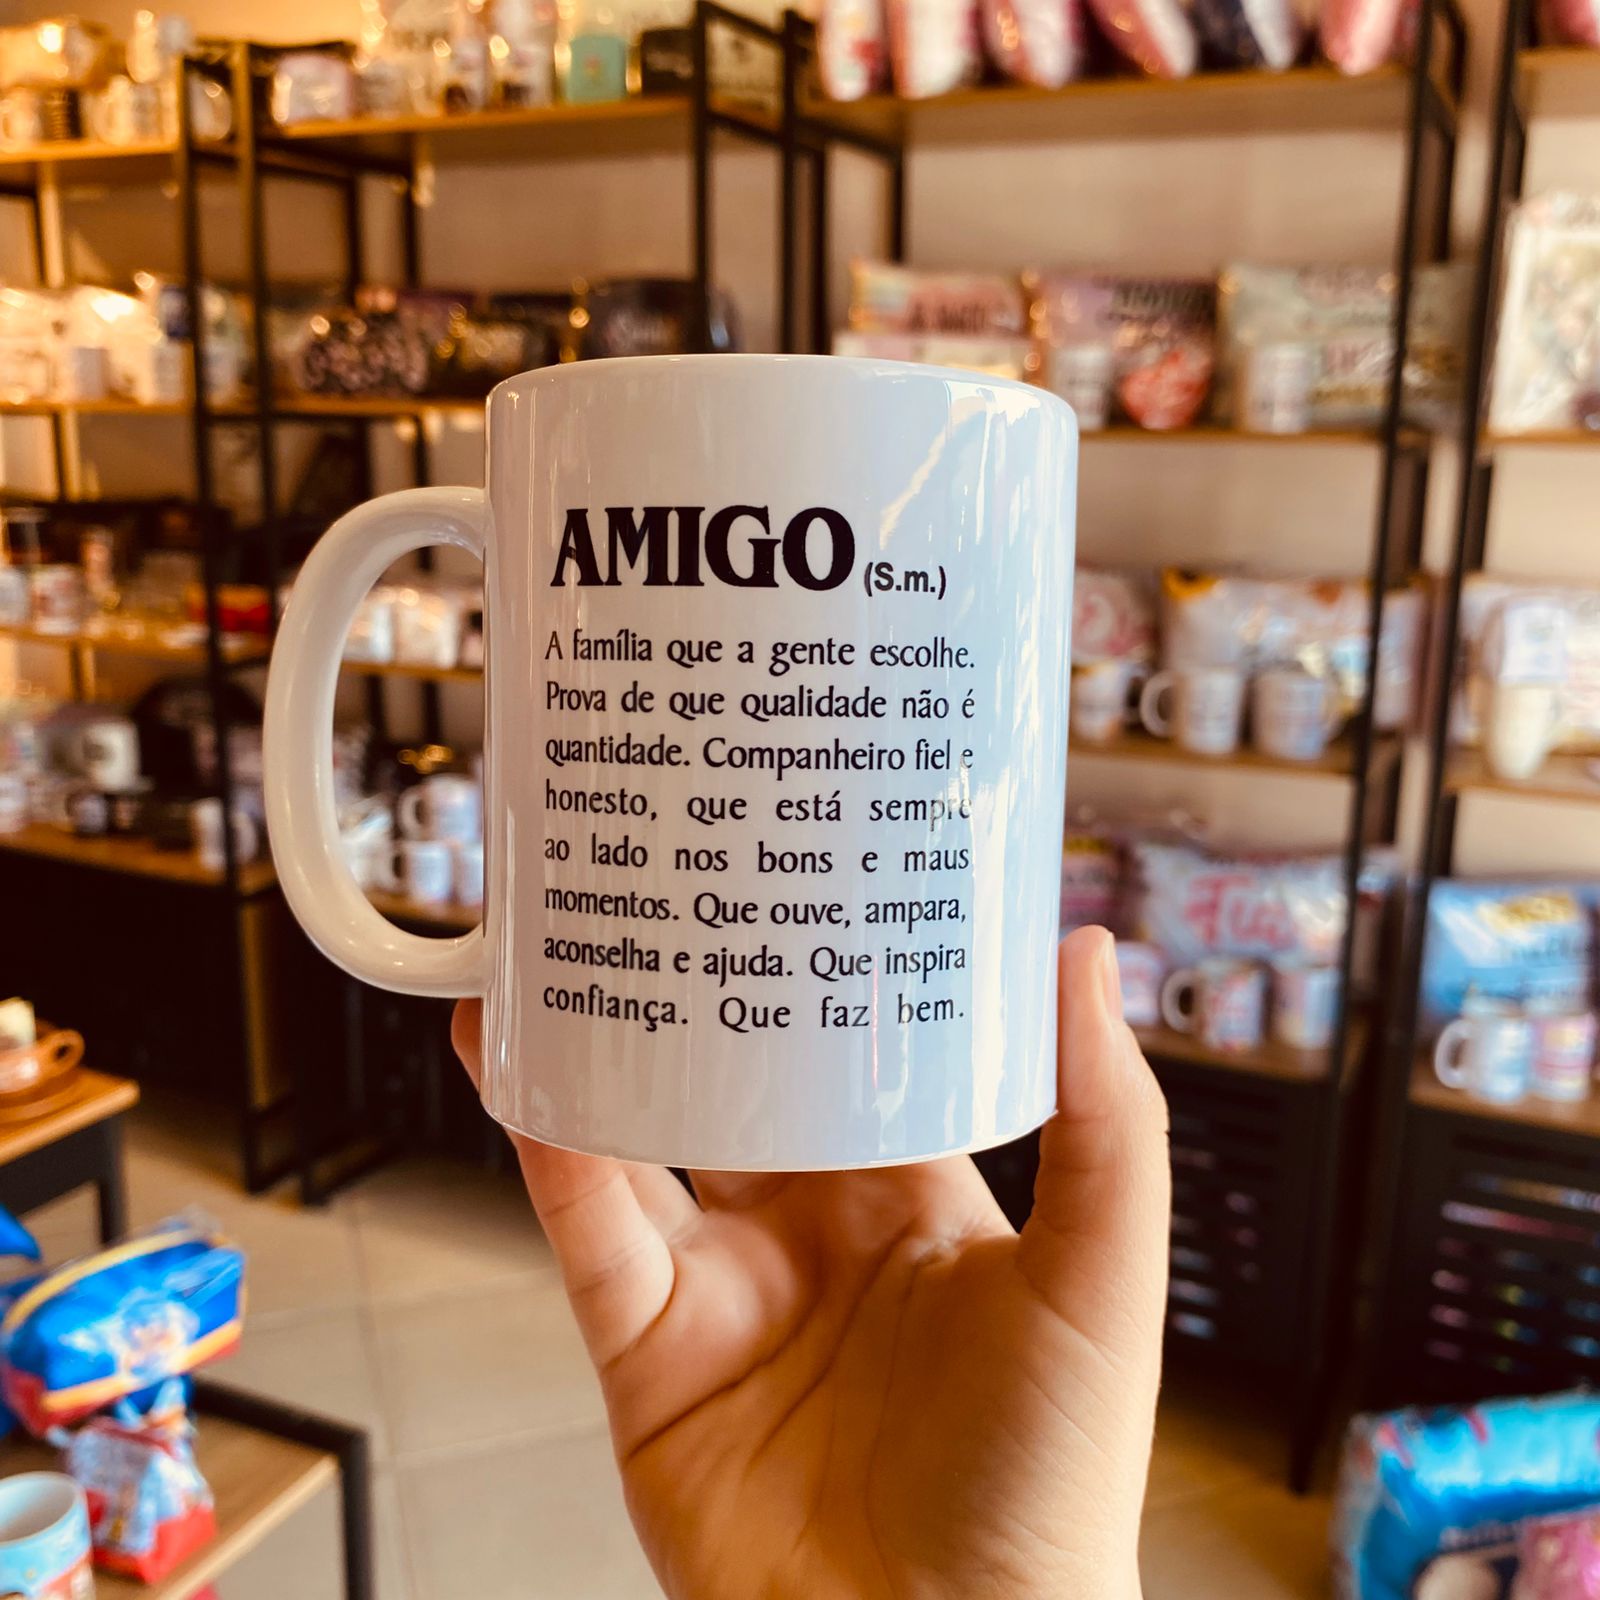 AMIGO (S.m.)
A família que a gente escolhe.
Prova de que qualidade não é
quantidade. Companheiro fiel e
honesto, que está sempre
ao lado nos bons e maus
momentos. Que ouve, ampara,
aconselha e ajuda. Que inspira
confiança. Que faz bem.